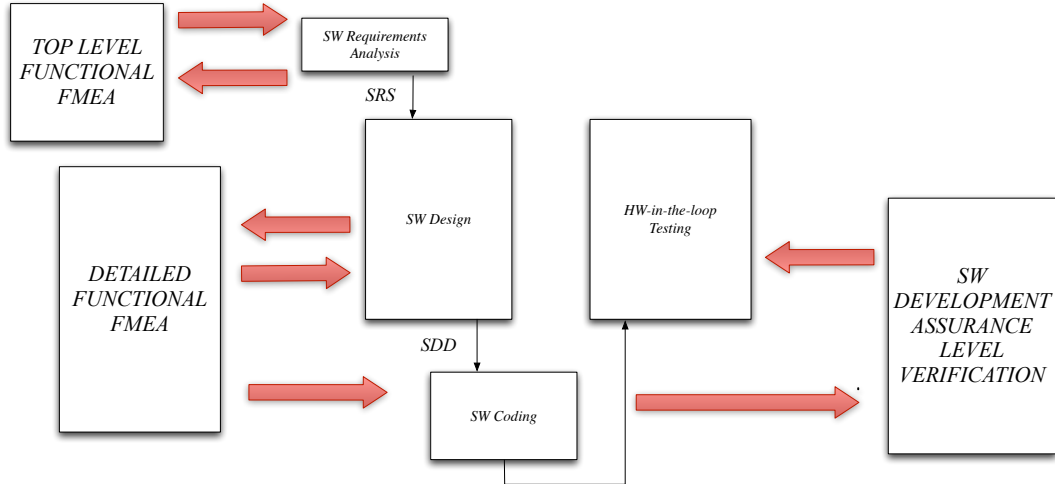 TOP LEVEL
FUNCTIONAL
FMEA
SW Requirements
Analysis
SRS
SW Design
HW-in-the-loop
Testing
DETAILED
FUNCTIONAL
FMEA
SW
DEVELOPMENT
ASSURANCE
LEVEL
VERIFICATION
SDD
SW Coding